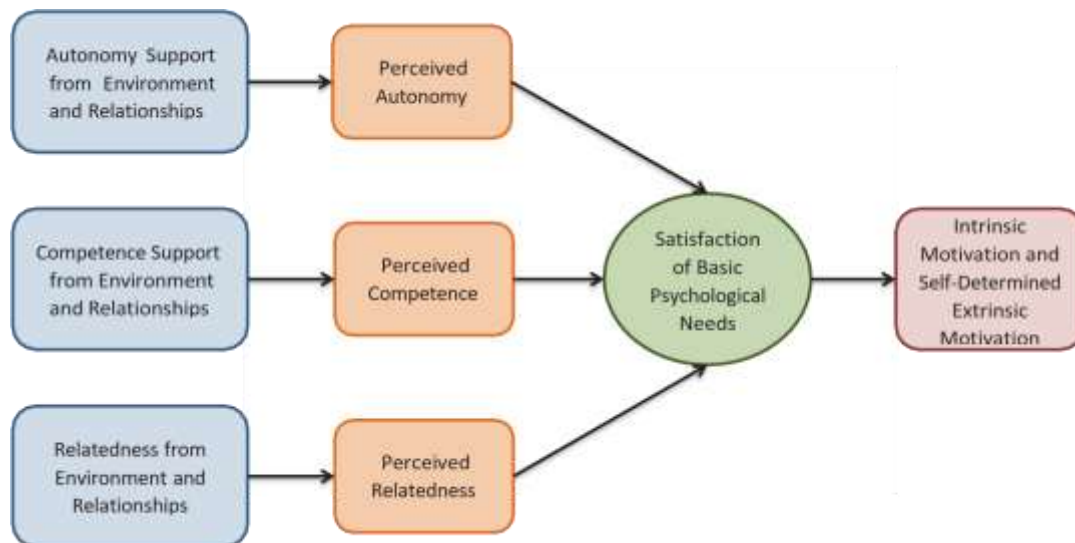 Autonomy Support
from Environment
and Relationships
Perceived
Autonomy
Competence Support
from Environment
and Relationships
Perceived
Competence
Satisfaction
of Basic
Psychological
Needs
Intrinsic
Motivation and
Self-Determined
Extrinsic
Motivation
Relatedness from
Environment and
Relationships
Perceived
Relatedness